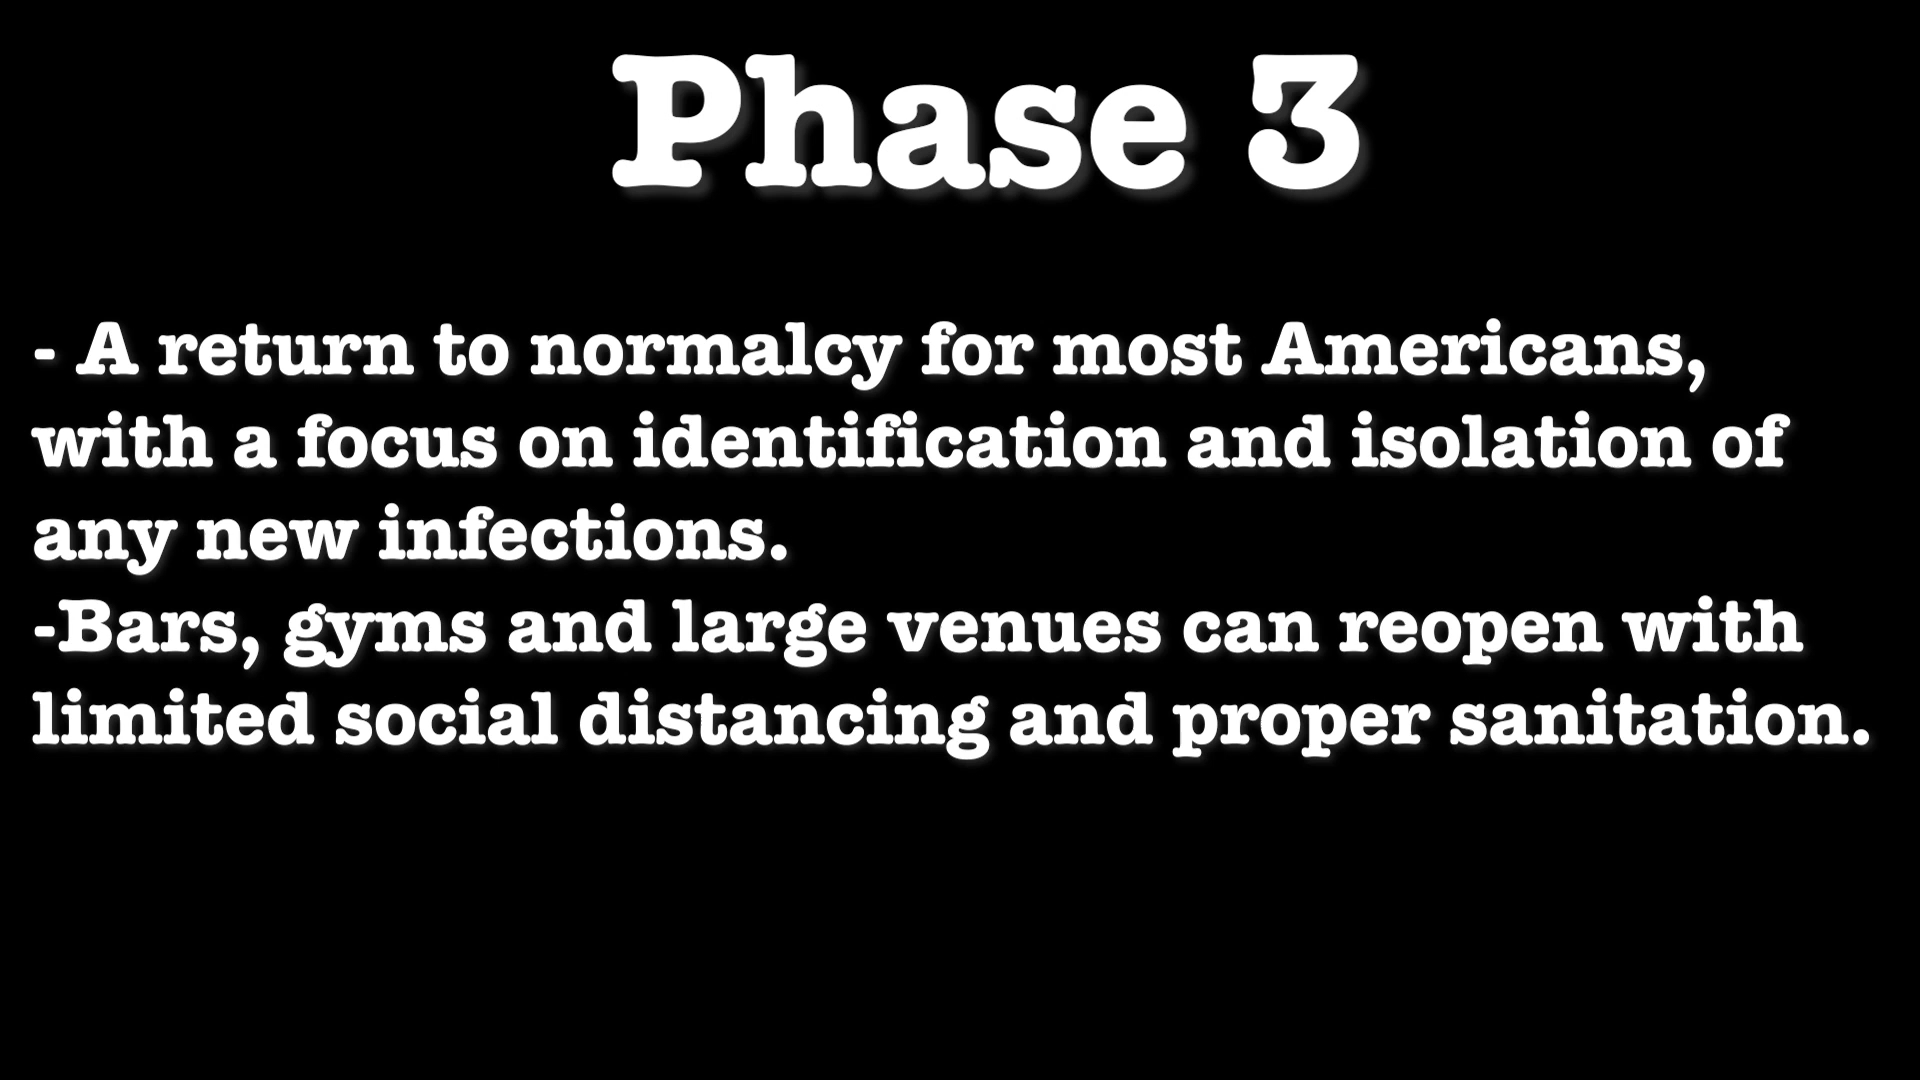 Phase 3
- A return to normalcy for most Americans,
with a focus on identification and isolation of
any new infections.
-Bars, gyms and large venues can reopen with
limited social distancing and proper sanitation.